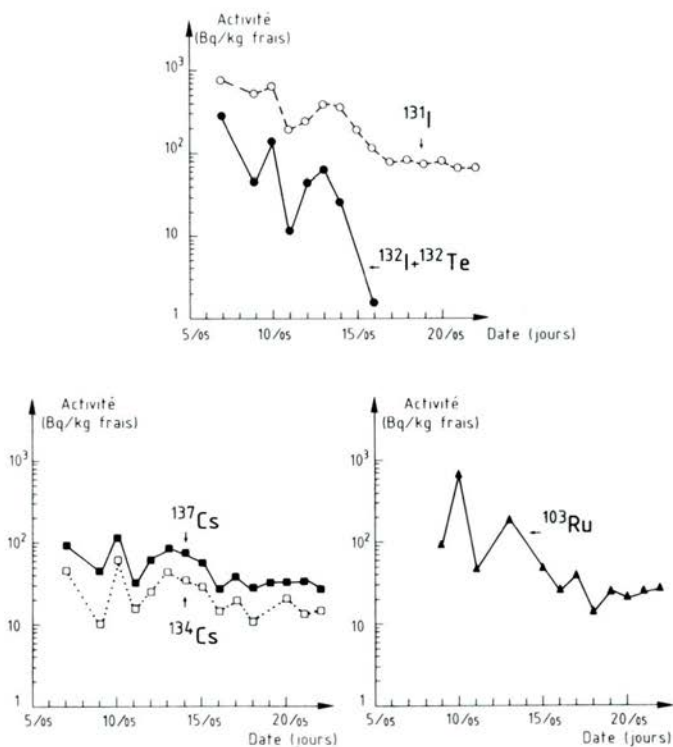 Activité
(Bq/kg frais)
10³
10²
10
1
¹³¹I
¹³²I+¹³²Te
5/05 10/05 15/05 20/05 Date (jours)
Activité
(Bq/kg frais)
10³
10²
10
1
¹³⁷Cs
¹³⁴Cs
5/05 10/05 15/05 20/05
Date (jours)
Activité
(Bq/kg frais)
10³
10²
10
1
¹⁰³Ru
5/05 10/05 15/05 20/05
Date (jours)